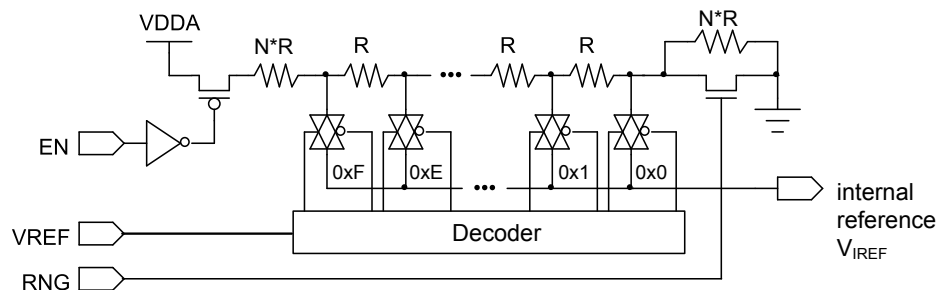 VDDA
N*R
R
R
R
N*R
•••
EN
0xF
0xE
0x1
0x0
•••
internal
reference
VIREF
VREF
Decoder
RNG